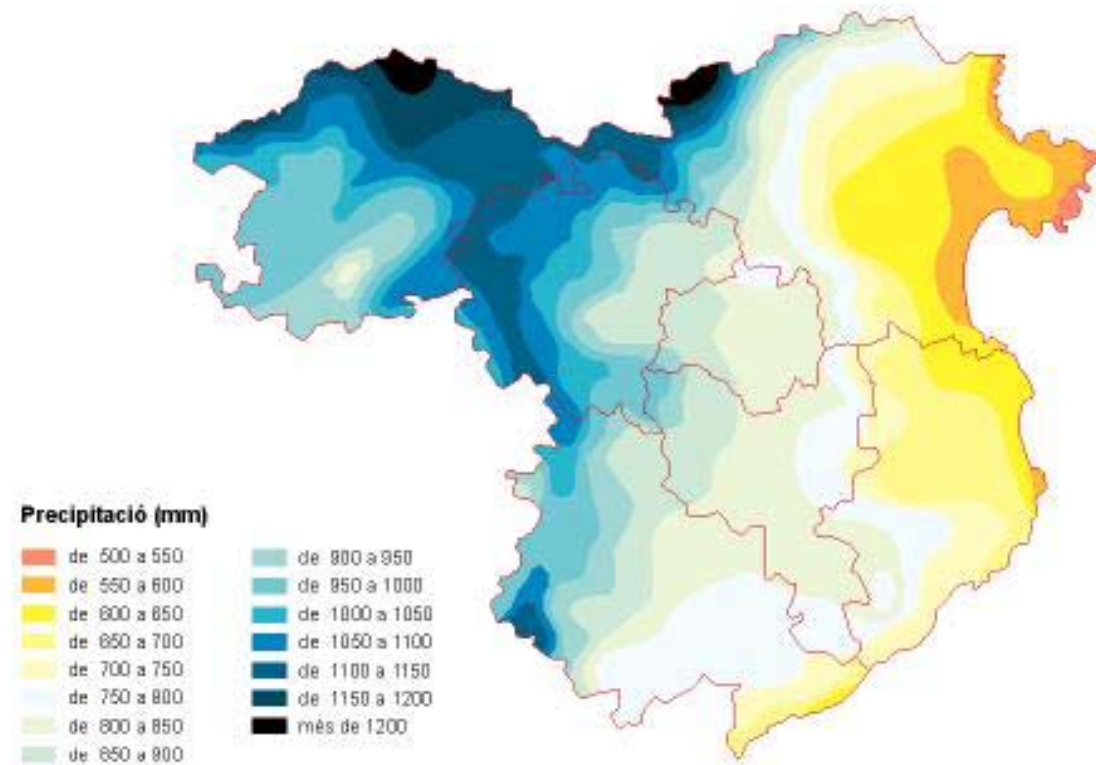 Precipitació (mm)
de 500 a 550
de 550 a 600
de 600 a 650
de 650 a 700
de 700 a 750
de 750 a 800
de 800 a 850
de 850 a 900
de 900 a 950
de 950 a 1000
de 1000 a 1050
de 1050 a 1100
de 1100 a 1150
de 1150 a 1200
més de 1200